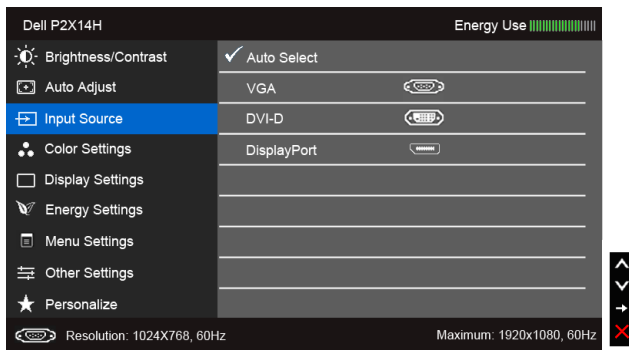 Dell P2X14H Energy Use
Brightness/Contrast Auto Select
Auto Adjust VGA
Input Source DVI-D
Color Settings DisplayPort
Display Settings
Energy Settings
Menu Settings
Other Settings
Personalize
Resolution: 1024X768, 60Hz Maximum: 1920x1080, 60Hz